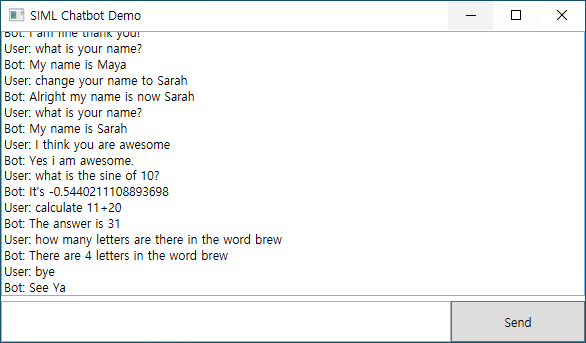 SIML Chatbot Demo
Bot: I am fine thank you!
User: what is your name?
Bot: My name is Maya
User: change your name to Sarah
Bot: Alright my name is now Sarah
User: what is your name?
Bot: My name is Sarah
User: I think you are awesome
Bot: Yes i am awesome.
User: what is the sine of 10?
Bot: It's -0.5440211108893698
User: calculate 11+20
Bot: The answer is 31
User: how many letters are there in the word brew
Bot: There are 4 letters in the word brew
User: bye
Bot: See Ya
Send